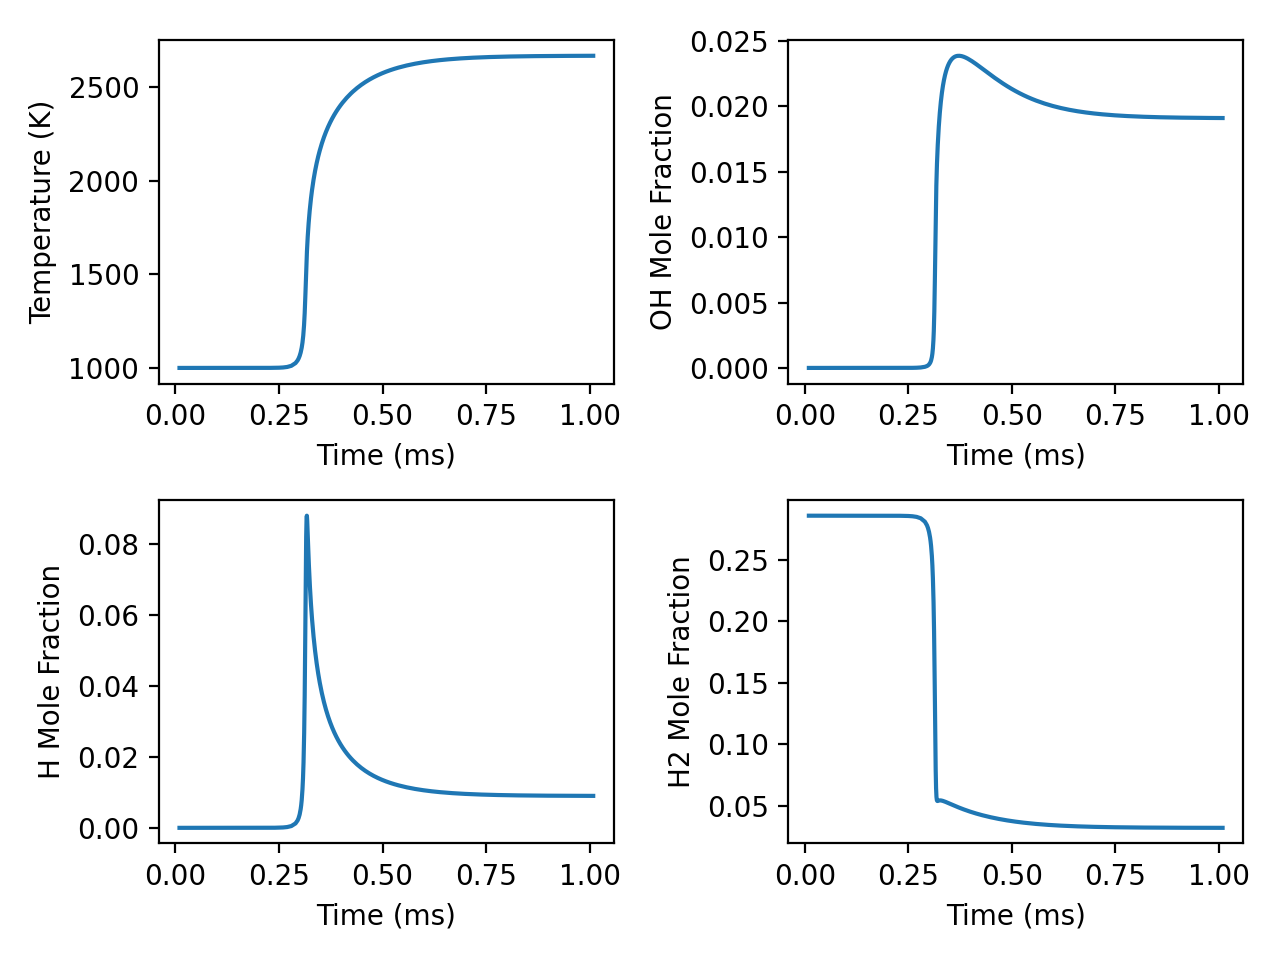 Temperature (K)
2500
2000
1500
1000
0.00 0.25 0.50 0.75 1.00
Time (ms)
OH Mole Fraction
0.025
0.020
0.015
0.010
0.005
0.000
0.00 0.25 0.50 0.75 1.00
Time (ms)
H Mole Fraction
0.08
0.06
0.04
0.02
0.00
0.00 0.25 0.50 0.75 1.00
Time (ms)
H2 Mole Fraction
0.25
0.20
0.15
0.10
0.05
0.00 0.25 0.50 0.75 1.00
Time (ms)